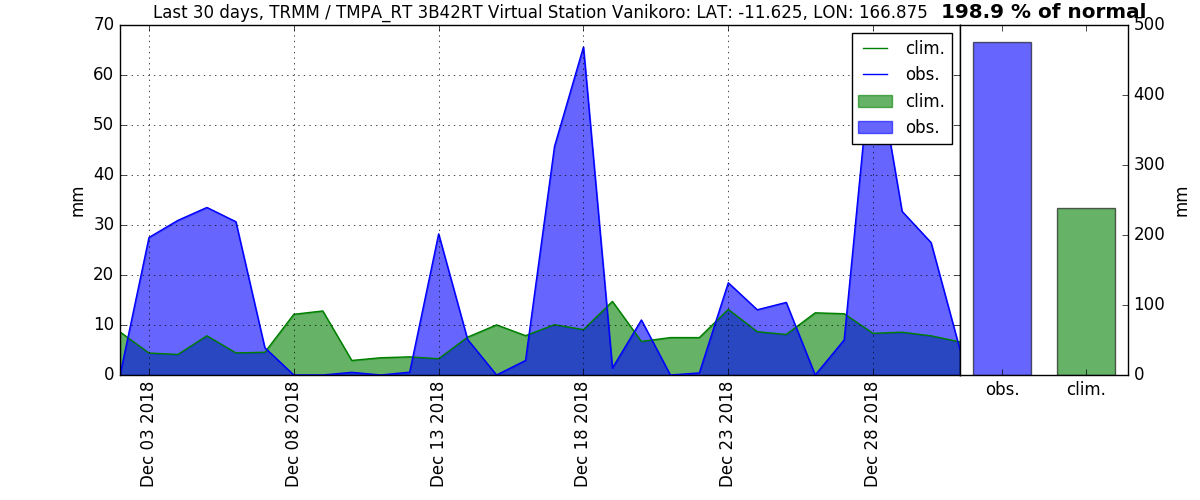 Last 30 days, TRMM / TMPA_RT 3B42RT Virtual Station Vanikoro: LAT: -11.625, LON: 166.875 198.9 % of normal
70
60
50
40
30
20
10
0
mm
clim.
obs.
clim.
obs.
Dec 03 2018
Dec 08 2018
Dec 13 2018
Dec 18 2018
Dec 23 2018
Dec 28 2018
500
400
300
200
100
0
mm
obs. clim.